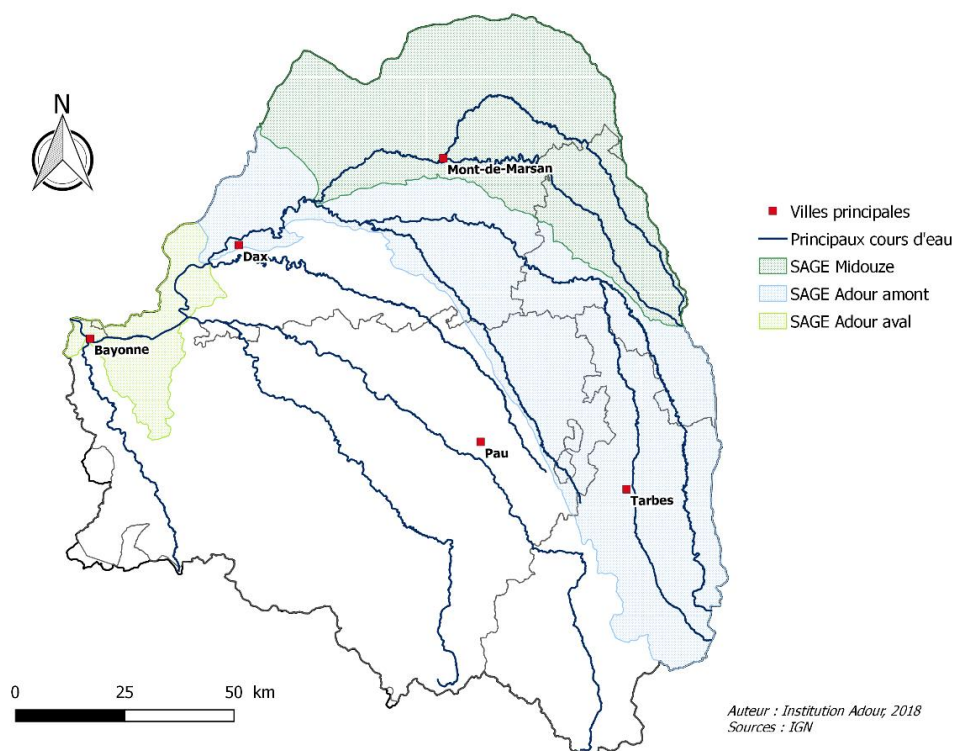 N
Mont-de-Marsan
Dax
Bayonne
Pau
Tarbes
Villes principales
Principaux cours d'eau
SAGE Midouze
SAGE Adour amont
SAGE Adour aval
0 25 50 km
Auteur : Institution Adour, 2018
Sources : IGN